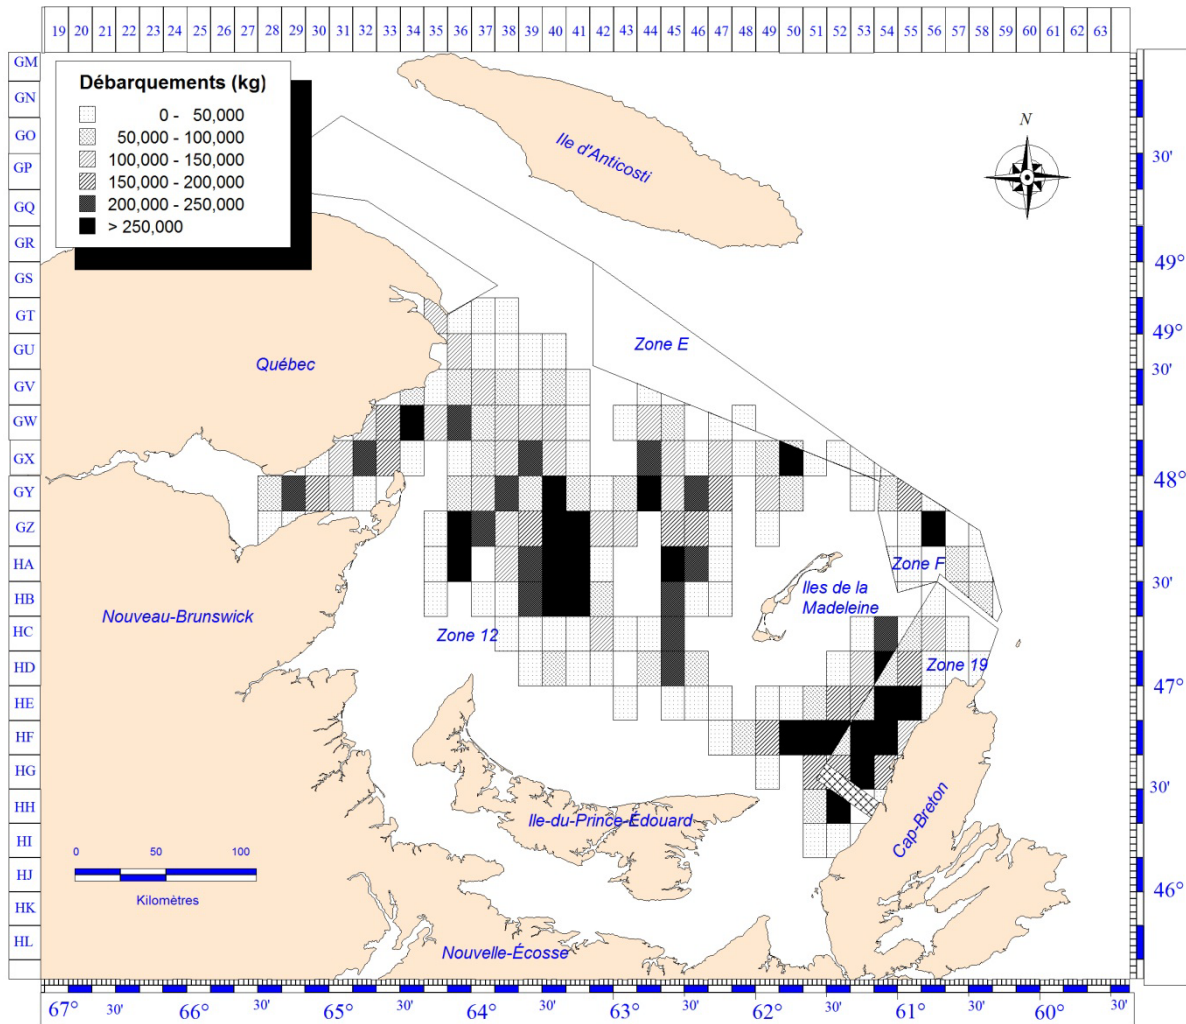 19 20 21 22 23 24 25 26 27 28 29 30 31 32 33 34 35 36 37 38 39 40 41 42 43 44 45 46 47 48 49 50 51 52 53 54 55 56 57 58 59 60 61 62 63
GM
GN
GO
GP
GQ
GR
GS
GT
GU
GV
GW
GX
GY
GZ
HA
HB
HC
HD
HE
HF
HG
HH
HI
HJ
HK
HL
Débarquements (kg)
0 - 50,000
50,000 - 100,000
100,000 - 150,000
150,000 - 200,000
200,000 - 250,000
> 250,000
Ile d'Anticosti
N
Zone E
Québec
Zone F
Iles de la
Madeleine
Nouveau-Brunswick
Zone 12
Zone 19
Ile-du-Prince-Édouard
Cap-Breton
Nouvelle-Écosse
0 50 100
Kilomètres
30'
49°
49°
30'
48°
30'
47°
30'
46°
67° 30' 66° 30' 65° 30' 64° 30' 63° 30' 62° 30' 61° 30' 60° 30'